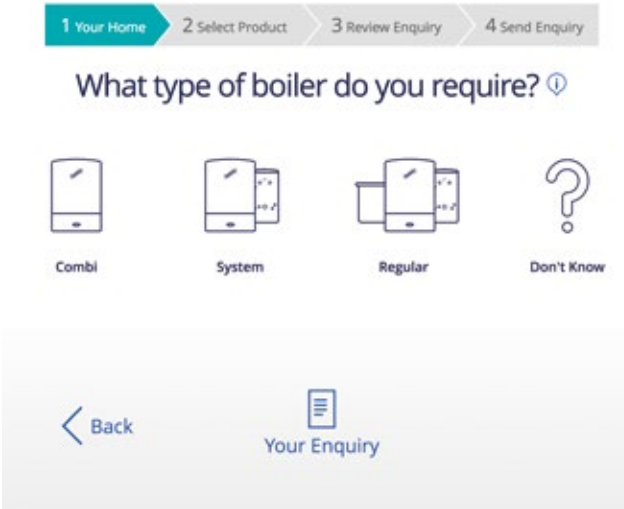 1 Your Home 2 Select Product 3 Review Enquiry 4 Send Enquiry
What type of boiler do you require?
Combi System Regular Don't Know
Back
Your Enquiry